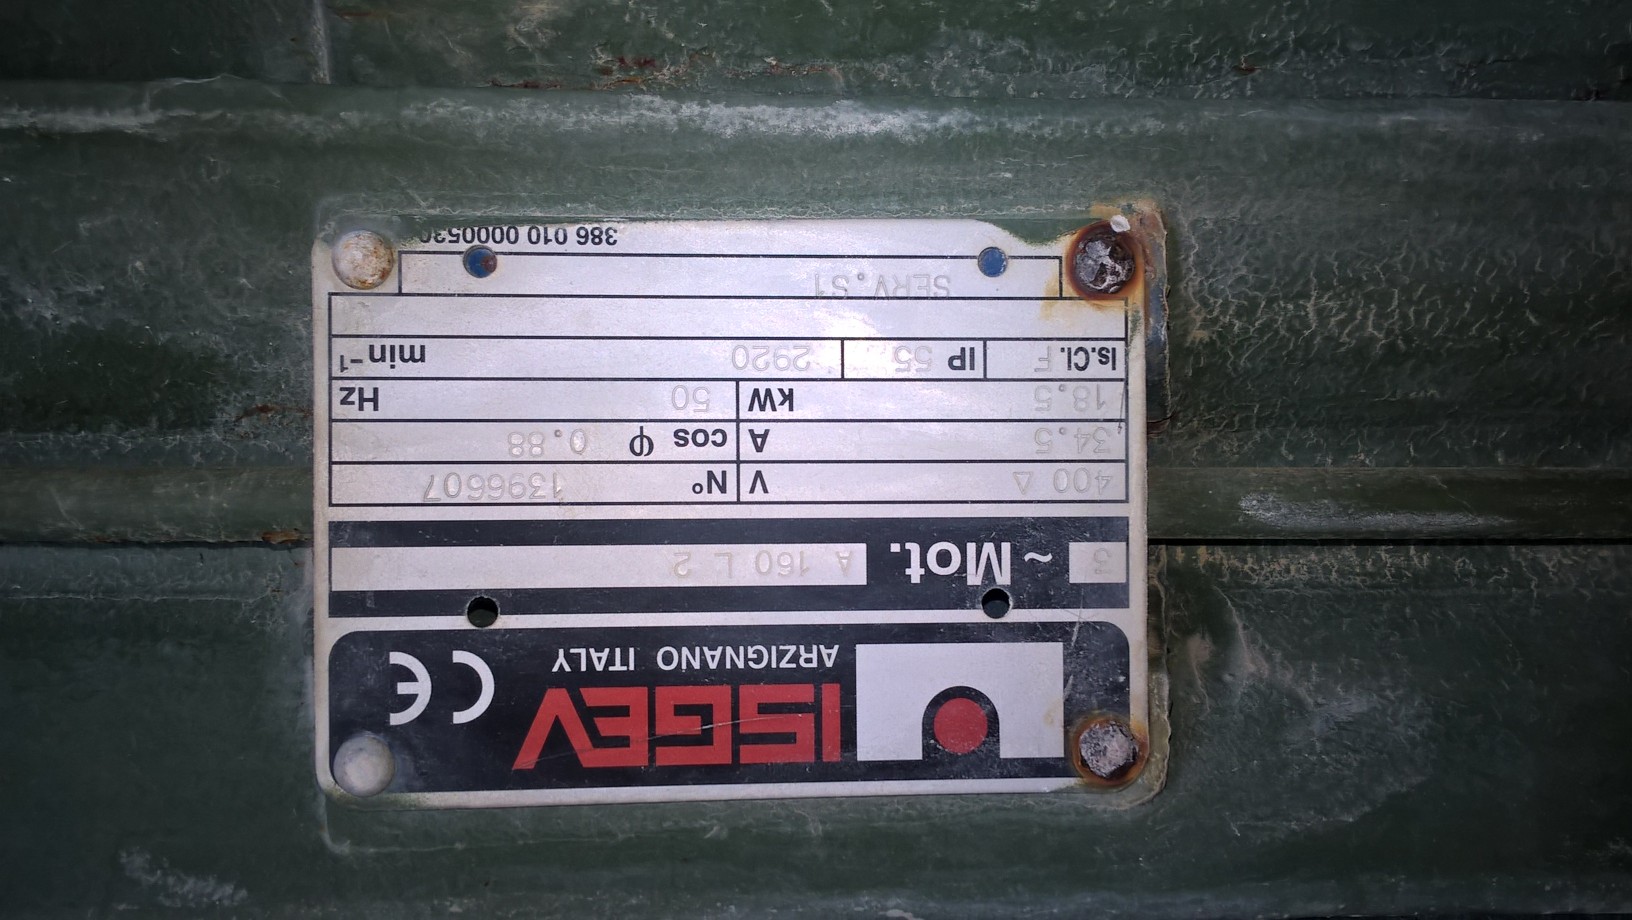 ISGEV
ARZIGNANO ITALY
CE
3 ~ Mot. A 160 L 2
400 Δ V N° 1396607
34.5 A cos φ 0.88
18.5 kW 50 Hz
Is.Cl. F IP 55 2920 min⁻¹
SERV.S1
386 010 0000530